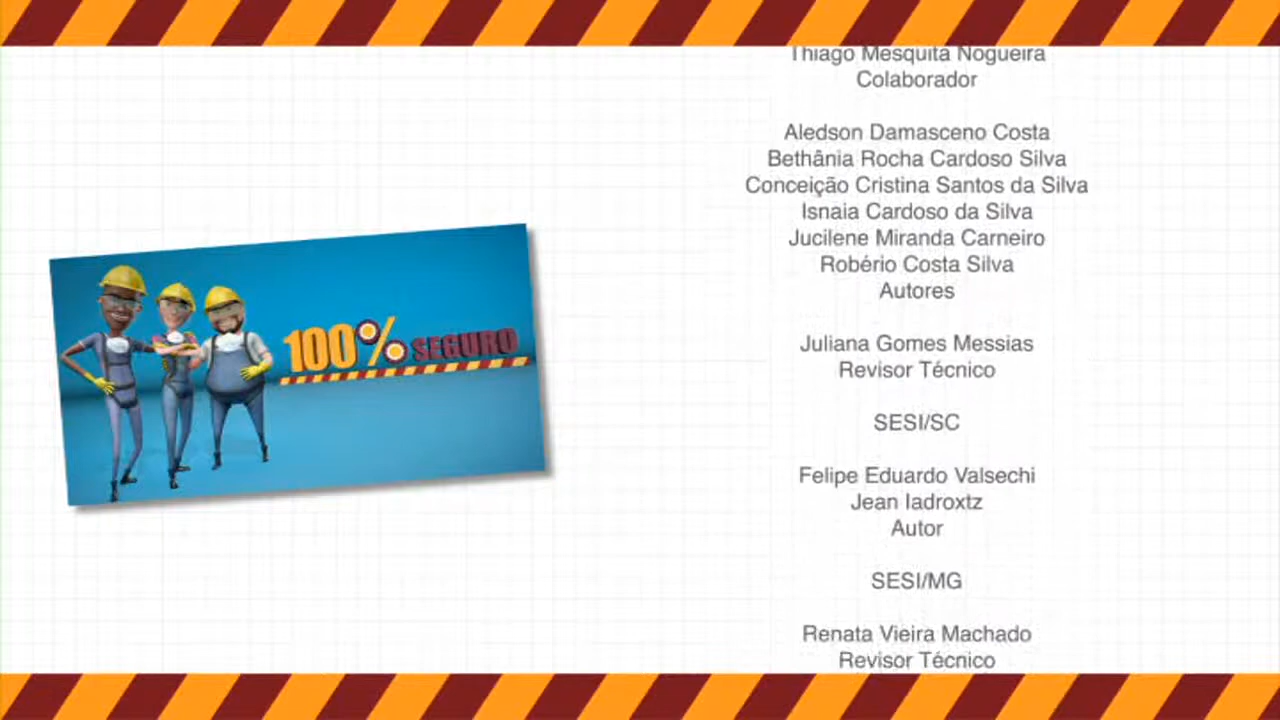 100% SEGURO
Thiago Mesquita Nogueira
Colaborador
Aledson Damasceno Costa
Bethânia Rocha Cardoso Silva
Conceição Cristina Santos da Silva
Isnaia Cardoso da Silva
Jucilene Miranda Carneiro
Robério Costa Silva
Autores
Juliana Gomes Messias
Revisor Técnico
SESI/SC
Felipe Eduardo Valsechi
Jean Iadroxtz
Autor
SESI/MG
Renata Vieira Machado
Revisor Técnico